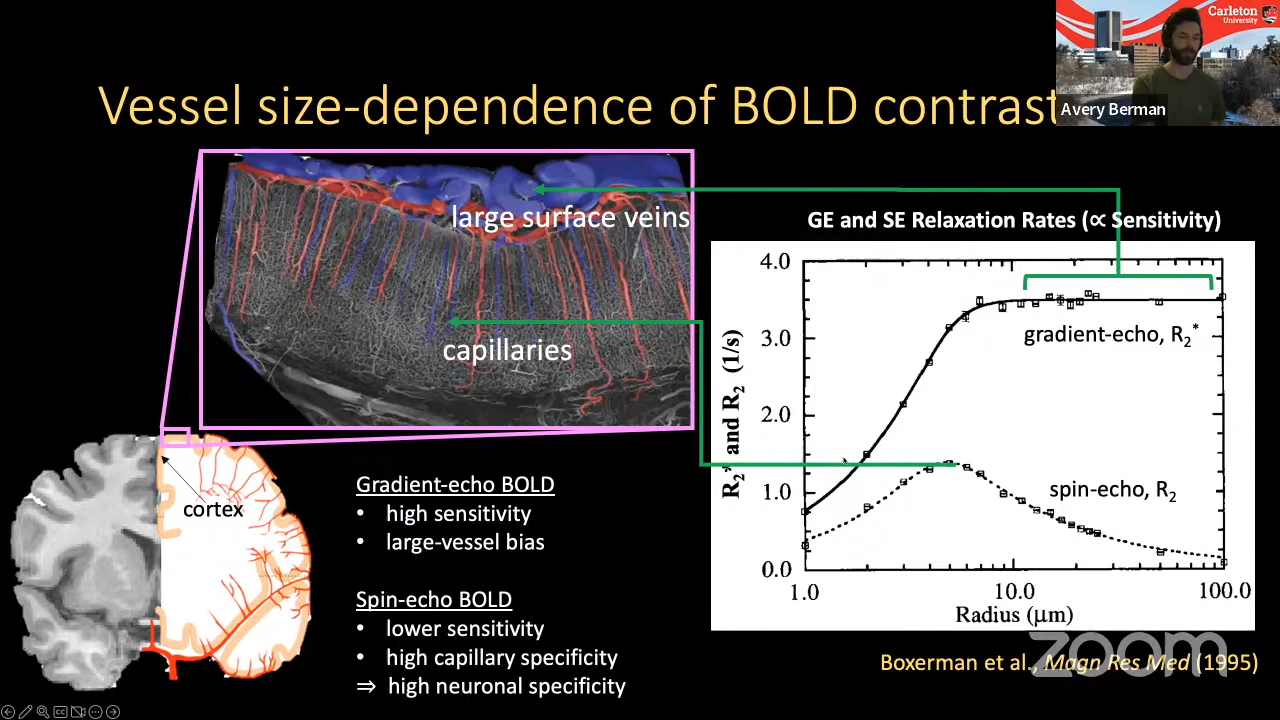 Carleton
University
Avery Berman
Vessel size-dependence of BOLD contrast
large surface veins
capillaries
cortex
Gradient-echo BOLD
• high sensitivity
• large-vessel bias
Spin-echo BOLD
• lower sensitivity
• high capillary specificity
⇒ high neuronal specificity
GE and SE Relaxation Rates (∝ Sensitivity)
4.0
3.0
2.0
1.0
0.0
R2* and R2 (1/s)
gradient-echo, R2*
spin-echo, R2
1.0
10.0
100.0
Radius (μm)
zoom
Boxerman et al., Magn Res Med (1995)
CC